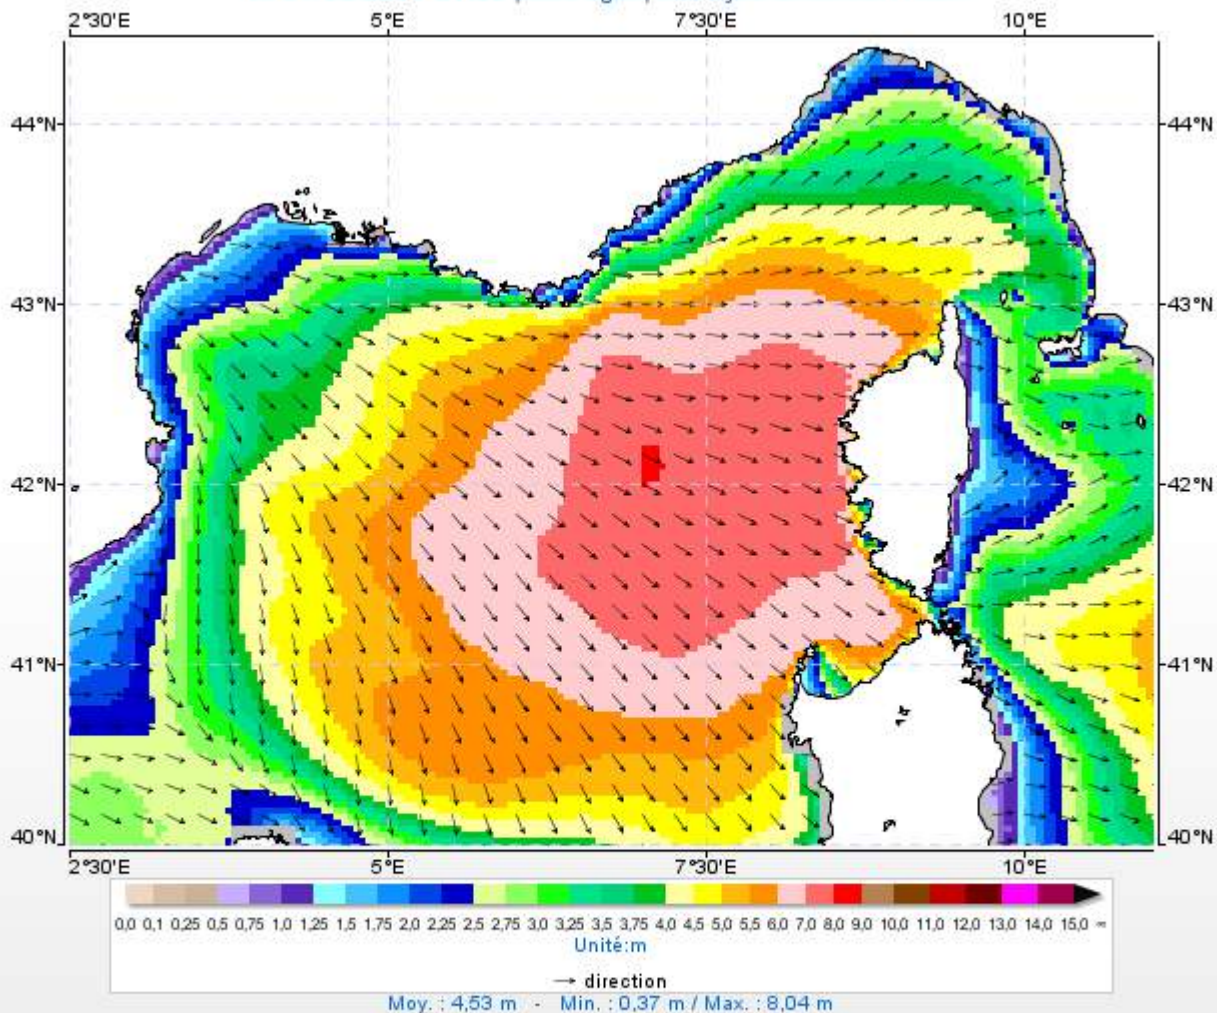 2°30'E 5°E 7°30'E 10°E
44°N 44°N
43°N 43°N
42°N 42°N
41°N 41°N
40°N 40°N
2°30'E 5°E 7°30'E 10°E
0,0 0,1 0,25 0,5 0,75 1,0 1,25 1,5 1,75 2,0 2,25 2,5 2,75 3,0 3,25 3,5 3,75 4,0 4,5 5,0 5,5 6,0 7,0 8,0 9,0 10,0 11,0 12,0 13,0 14,0 15,0 ∞
Unité:m
→ direction
Moy. : 4,53 m - Min. : 0,37 m / Max. : 8,04 m